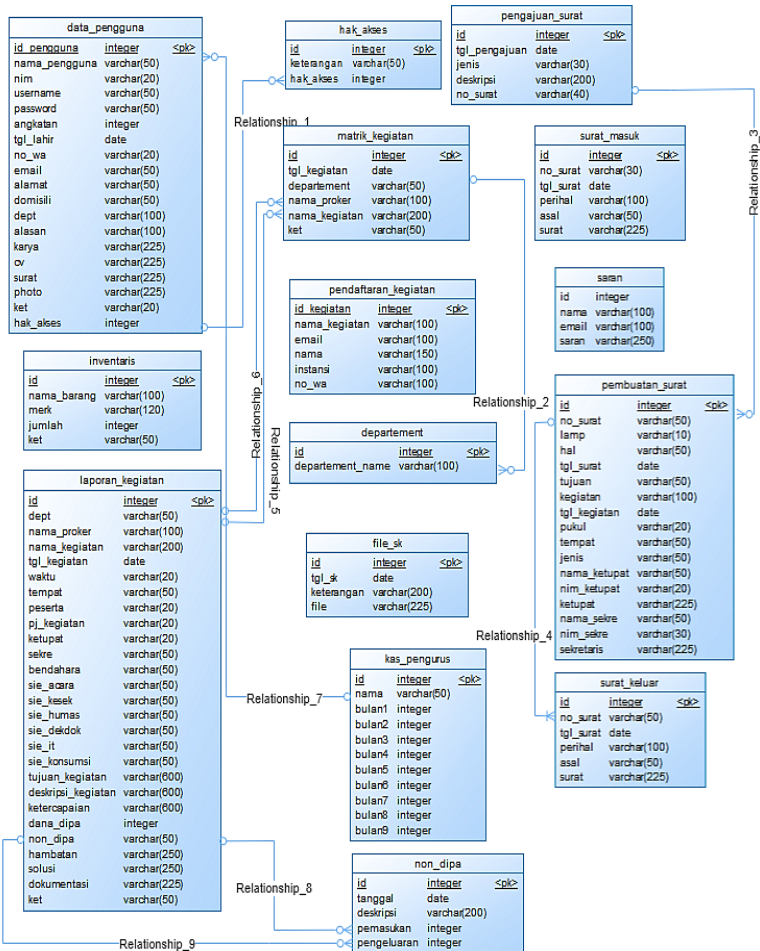 data_pengguna
id_pengguna integer <pk>
nama_pengguna varchar(50)
nim varchar(20)
username varchar(50)
password varchar(50)
angkatan integer
tgl_lahir date
no_wa varchar(20)
email varchar(50)
alamat varchar(50)
domisili varchar(50)
dept varchar(100)
alasan varchar(100)
karya varchar(225)
cv varchar(225)
surat varchar(225)
photo varchar(225)
ket varchar(20)
hak_akses integer
hak_akses
id integer <pk>
keterangan varchar(50)
hak_akses integer
pengajuan_surat
id integer <pk>
tgl_pengajuan date
jenis varchar(30)
deskripsi varchar(200)
no_surat varchar(40)
Relationship_1
matrik_kegiatan
id integer <pk>
tgl_kegiatan date
departement varchar(50)
nama_proker varchar(100)
nama_kegiatan varchar(200)
ket varchar(50)
surat_masuk
id integer <pk>
no_surat varchar(30)
tgl_surat date
perihal varchar(100)
asal varchar(50)
surat varchar(225)
Relationship_3
saran
id integer
nama varchar(100)
email varchar(100)
saran varchar(250)
pendaftaran_kegiatan
id_kegiatan integer <pk>
nama_kegiatan varchar(100)
email varchar(100)
nama varchar(150)
instansi varchar(100)
no_wa varchar(100)
inventaris
id integer <pk>
nama_barang varchar(100)
merk varchar(120)
jumlah integer
ket varchar(50)
Relationship_6
Relationship_5
Relationship_2
departement
id integer <pk>
departement_name varchar(100)
pembuatan_surat
id integer <pk>
no_surat varchar(50)
lamp varchar(10)
hal varchar(50)
tgl_surat date
tujuan varchar(50)
kegiatan varchar(100)
tgl_kegiatan date
pukul varchar(20)
tempat varchar(50)
jenis varchar(50)
nama_ketupat varchar(50)
nim_ketupat varchar(20)
ketupat varchar(225)
nama_sekre varchar(50)
nim_sekre varchar(30)
sekretaris varchar(225)
laporan_kegiatan
id integer <pk>
dept varchar(50)
nama_proker varchar(100)
nama_kegiatan varchar(200)
tgl_kegiatan date
waktu varchar(20)
tempat varchar(50)
peserta varchar(20)
pj_kegiatan varchar(20)
ketupat varchar(20)
sekre varchar(50)
bendahara varchar(50)
sie_acara varchar(50)
sie_kesek varchar(50)
sie_humas varchar(50)
sie_dekdok varchar(50)
sie_it varchar(50)
sie_konsumsi varchar(50)
tujuan_kegiatan varchar(600)
deskripsi_kegiatan varchar(600)
ketercapaian varchar(600)
dana_dipa integer
non_dipa varchar(50)
hambatan varchar(250)
solusi varchar(250)
dokumentasi varchar(225)
ket varchar(50)
file_sk
id integer <pk>
tgl_sk date
keterangan varchar(200)
file varchar(225)
Relationship_4
kas_pengurus
id integer <pk>
nama varchar(50)
bulan1 integer
bulan2 integer
bulan3 integer
bulan4 integer
bulan5 integer
bulan6 integer
bulan7 integer
bulan8 integer
bulan9 integer
Relationship_7
surat_keluar
id integer <pk>
no_surat varchar(50)
tgl_surat date
perihal varchar(100)
asal varchar(50)
surat varchar(225)
non_dipa
id integer <pk>
tanggal date
deskripsi varchar(200)
pemasukan integer
pengeluaran integer
Relationship_8
Relationship_9